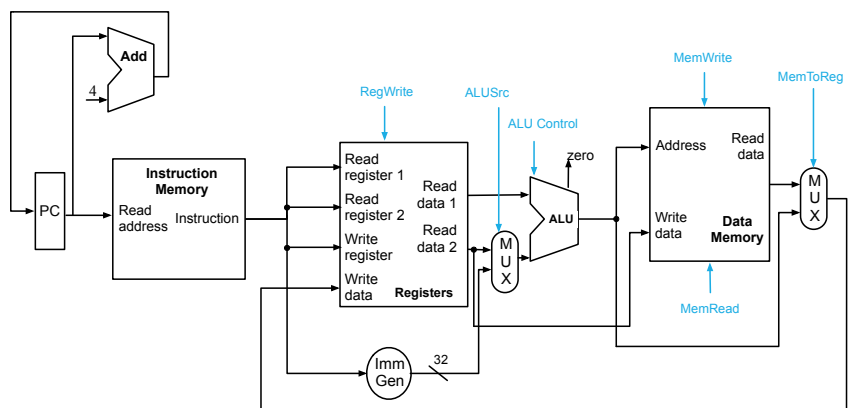 Add
4
PC
Instruction
Memory
Read
address
Instruction
RegWrite
Read
register 1
Read
register 2
Write
register
Write
data
Read
data 1
Read
data 2
Registers
Imm
Gen
32
ALUSrc
M
U
X
ALU Control
zero
ALU
MemWrite
Address
Read
data
Write
data
Data
Memory
MemRead
MemToReg
M
U
X